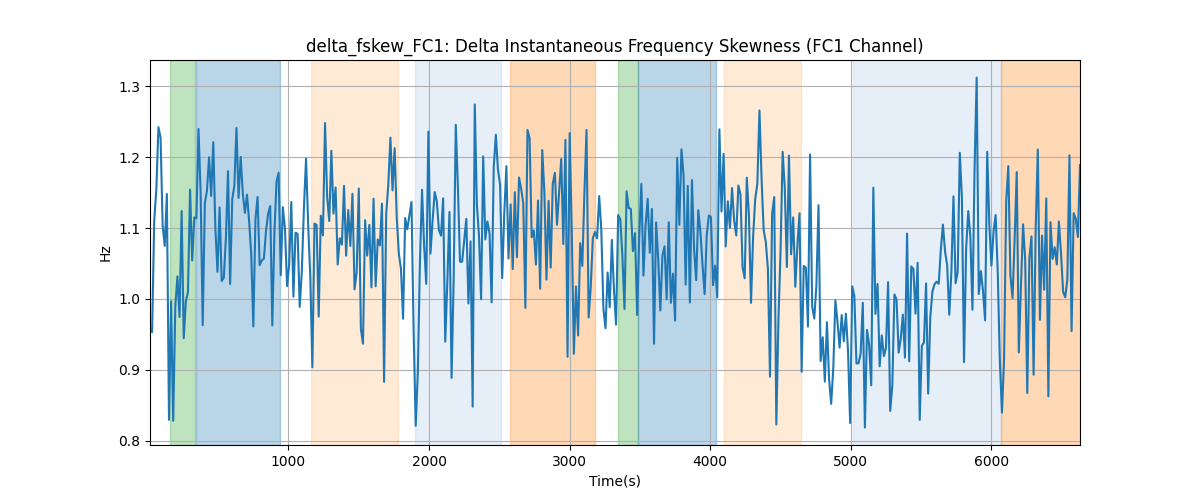 delta_fskew_FC1: Delta Instantaneous Frequency Skewness (FC1 Channel)
1.3
1.2
1.1
1.0
0.9
0.8
Hz
1000 2000 3000 4000 5000 6000
Time(s)